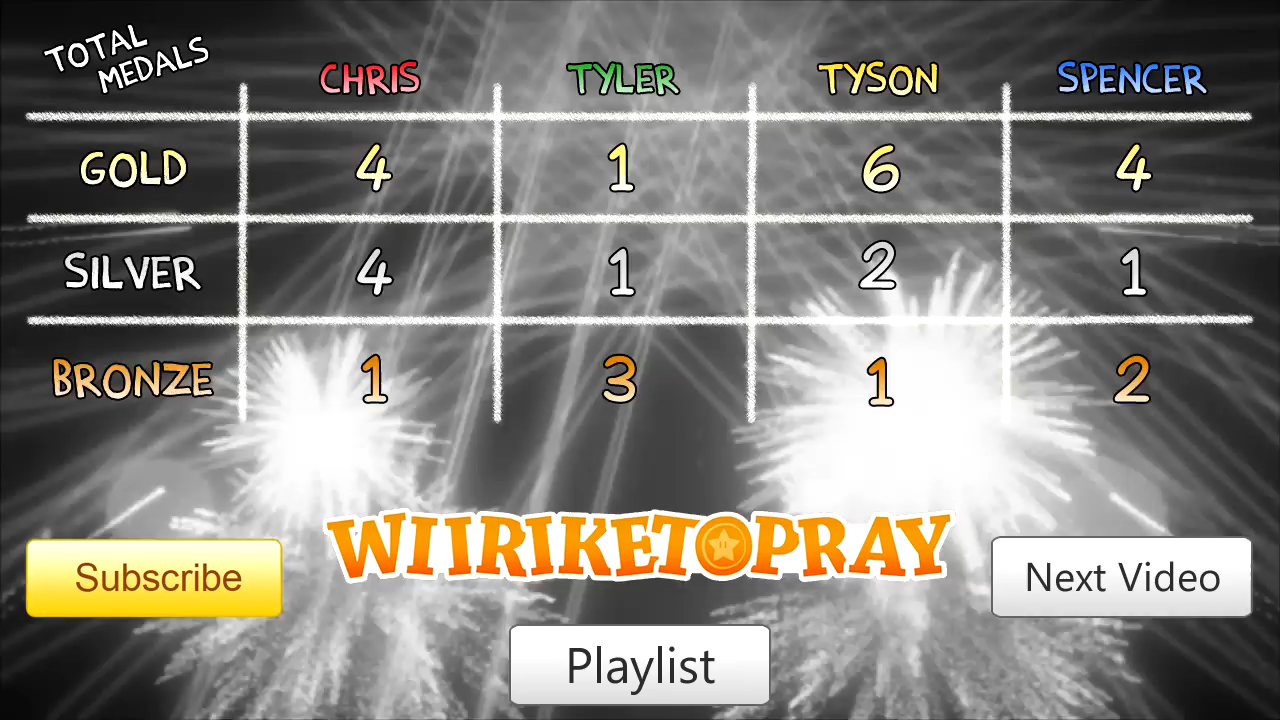 TOTAL MEDALS CHRIS TYLER TYSON SPENCER
GOLD 4 1 6 4
SILVER 4 1 2 1
BRONZE 1 3 1 2
WIIRIKETOPRAY
Subscribe
Next Video
Playlist